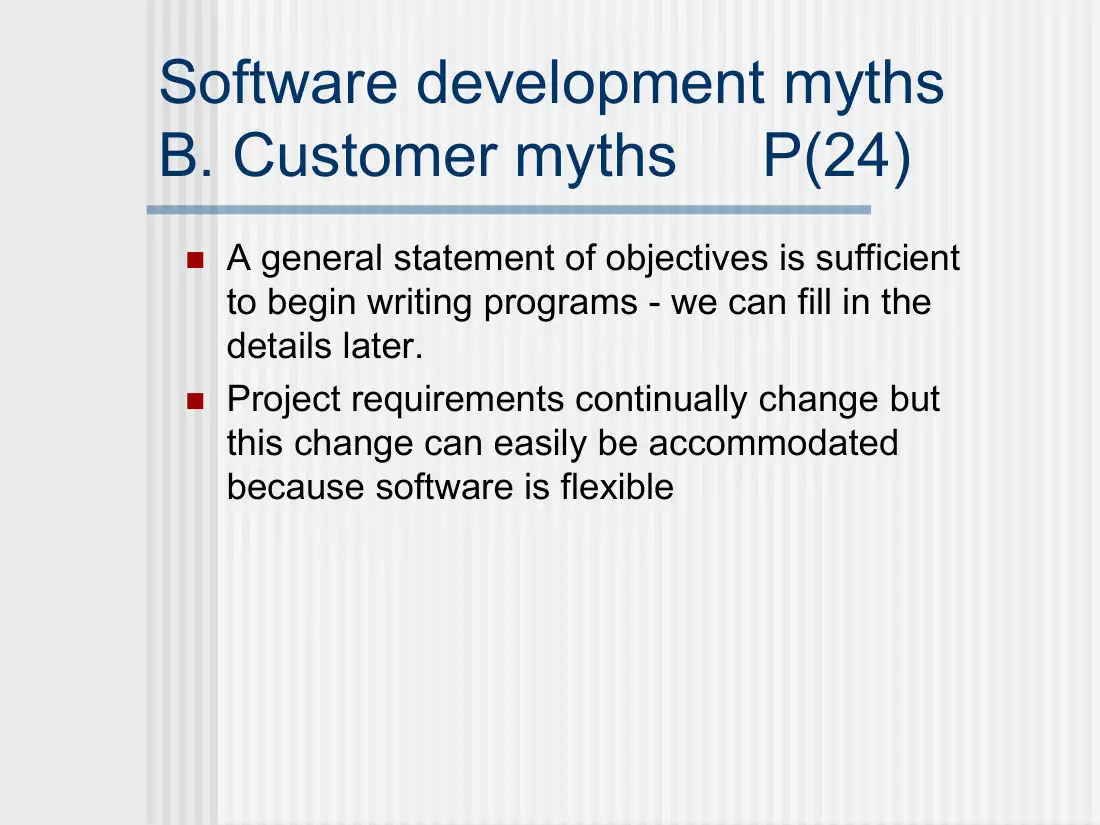 Software development myths
B. Customer myths P(24)
A general statement of objectives is sufficient
to begin writing programs - we can fill in the
details later.
Project requirements continually change but
this change can easily be accommodated
because software is flexible